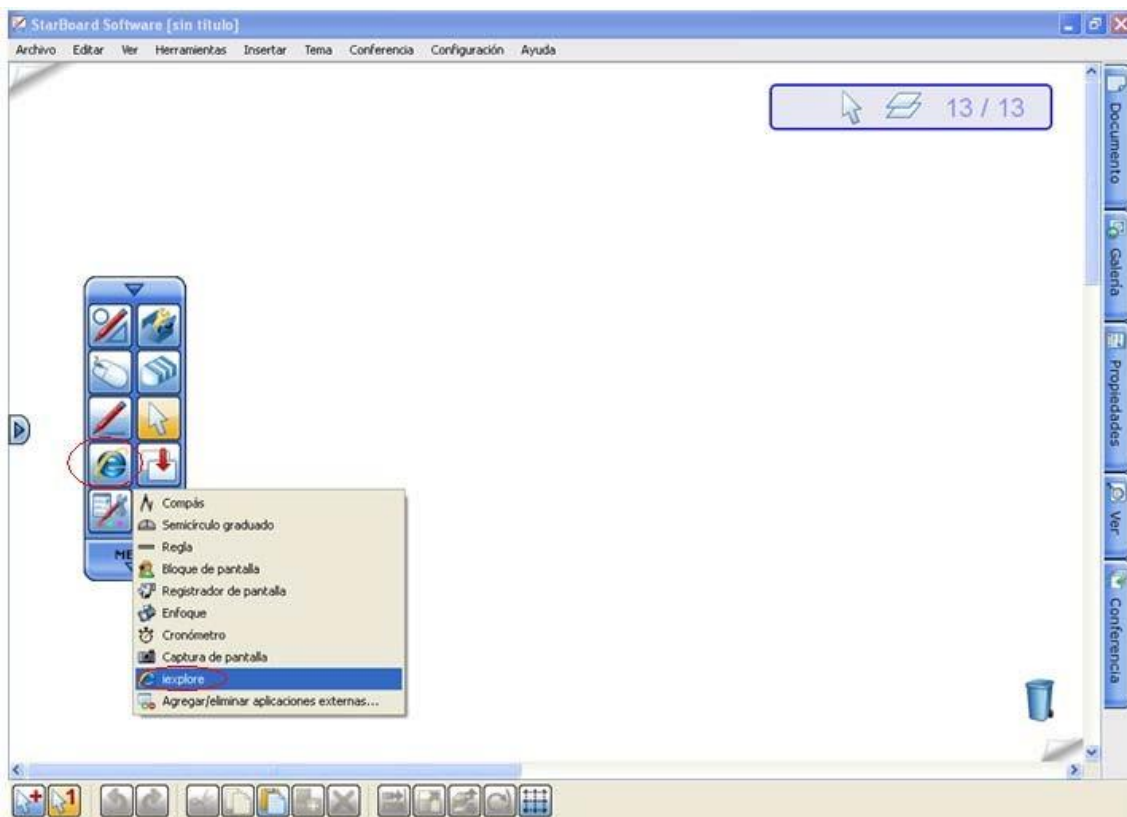 StarBoard Software [sin título]
Archivo Editar Ver Herramientas Insertar Tema Conferencia Configuración Ayuda
13 / 13
Documento
Galería
Propiedades
Ver
Conferencia
Compás
Semicírculo graduado
Regla
Bloque de pantalla
Registrador de pantalla
Enfoque
Cronómetro
Captura de pantalla
iexplore
Agregar/eliminar aplicaciones externas...
ME
1